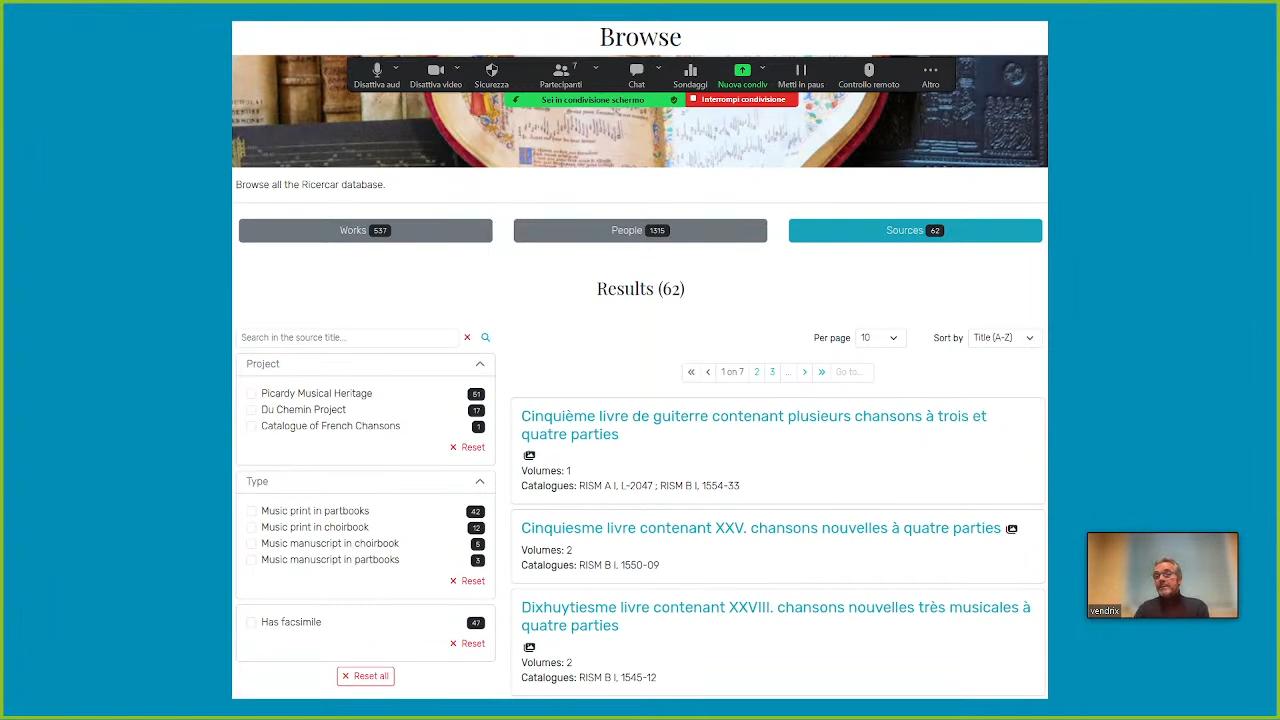 Browse
7
Disattiva aud
Disattiva video
Sicurezza
Partecipanti
Chat
Sondaggi
Nuova condiv
Metti in paus
Controllo remoto
Altro
Sei in condivisione schermo
Interrompi condivisione
Browse all the Ricercar database.
Works 537
People 1315
Sources 62
Results (62)
Search in the source title...
Per page 10
Sort by Title (A-Z)
Project
« ‹ 1 on 7 2 3 ... › » Go to...
Picardy Musical Heritage 51
Du Chemin Project 17
Catalogue of French Chansons 1
× Reset
Type
Music print in partbooks 42
Music print in choirbook 12
Music manuscript in choirbook 5
Music manuscript in partbooks 3
× Reset
Has facsimile 47
× Reset
× Reset all
Cinquième livre de guiterre contenant plusieurs chansons à trois et
quatre parties
Volumes: 1
Catalogues: RISM A I, L-2047 ; RISM B I, 1554-33
Cinquiesme livre contenant XXV. chansons nouvelles à quatre parties
Volumes: 2
Catalogues: RISM B I, 1550-09
Dixhuytiesme livre contenant XXVIII. chansons nouvelles très musicales à
quatre parties
Volumes: 2
Catalogues: RISM B I, 1545-12
vendrix